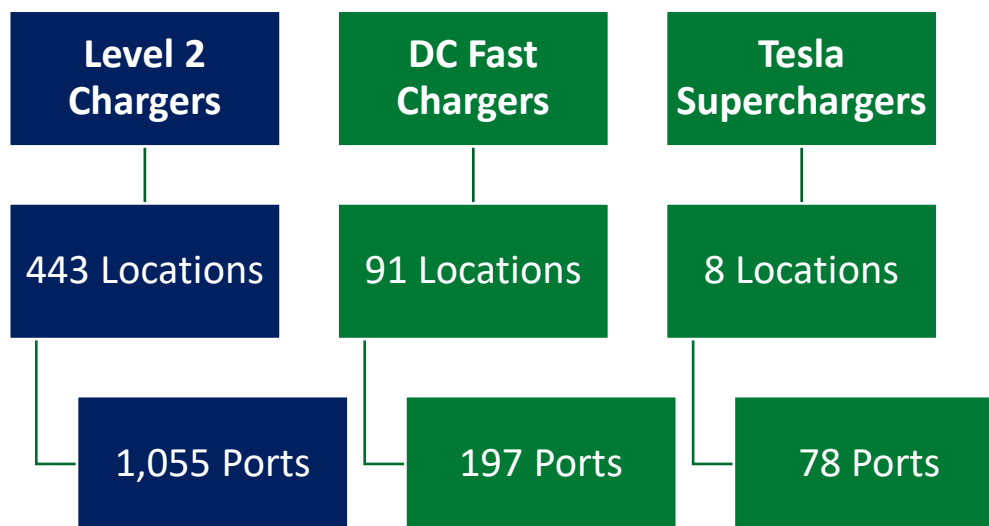 Level 2
Chargers
DC Fast
Chargers
Tesla
Superchargers
443 Locations
91 Locations
8 Locations
1,055 Ports
197 Ports
78 Ports